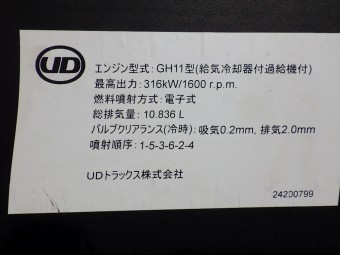 UD
エンジン型式: GH11型(給気冷却器付過給機付)
最高出力: 316kW/1600 r.p.m.
燃料噴射方式: 電子式
総排気量: 10.836 L
バルブクリアランス(冷時): 吸気0.2mm, 排気2.0mm
噴射順序: 1-5-3-6-2-4
UDトラックス株式会社
24200799